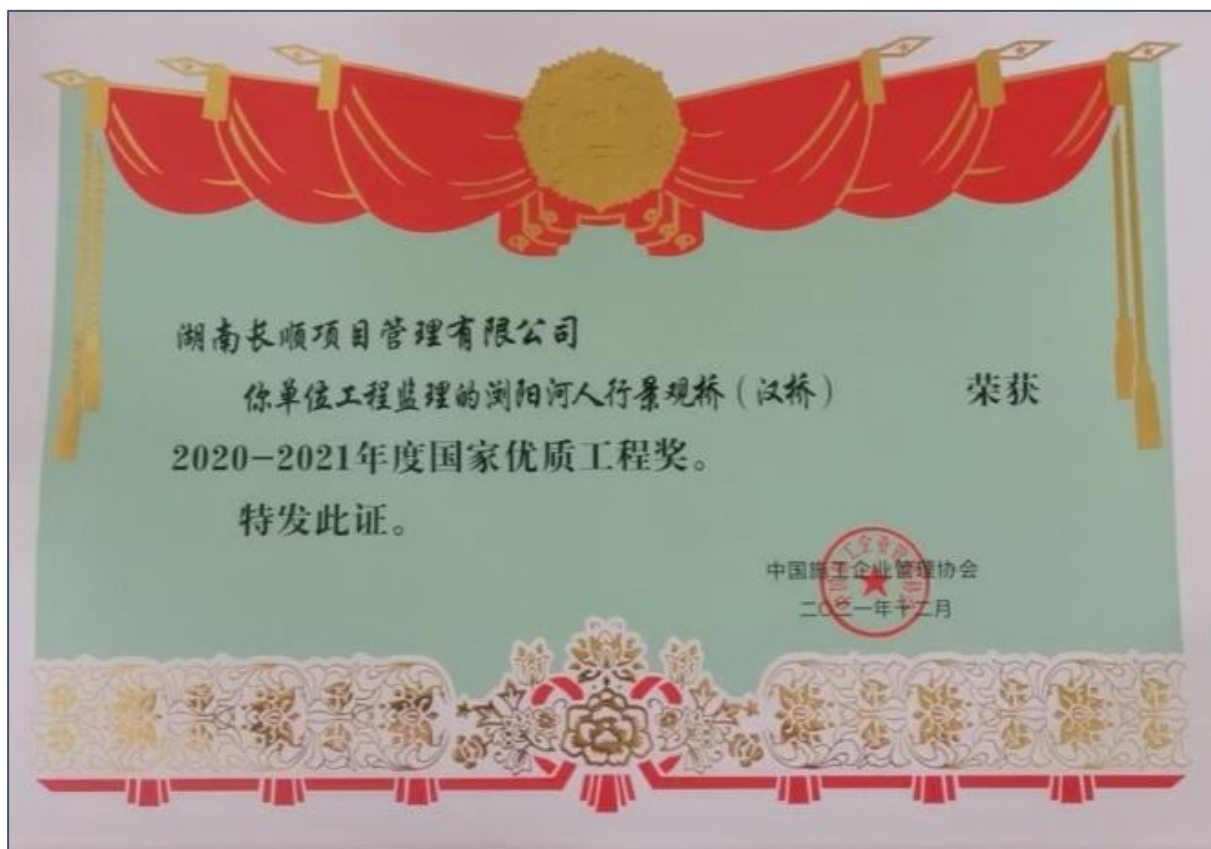 湖南长顺项目管理有限公司
你单位工程监理的浏阳河人行景观桥（汉桥） 荣获
2020-2021年度国家优质工程奖。
特发此证。
中国施工企业管理协会
二〇二一年十二月